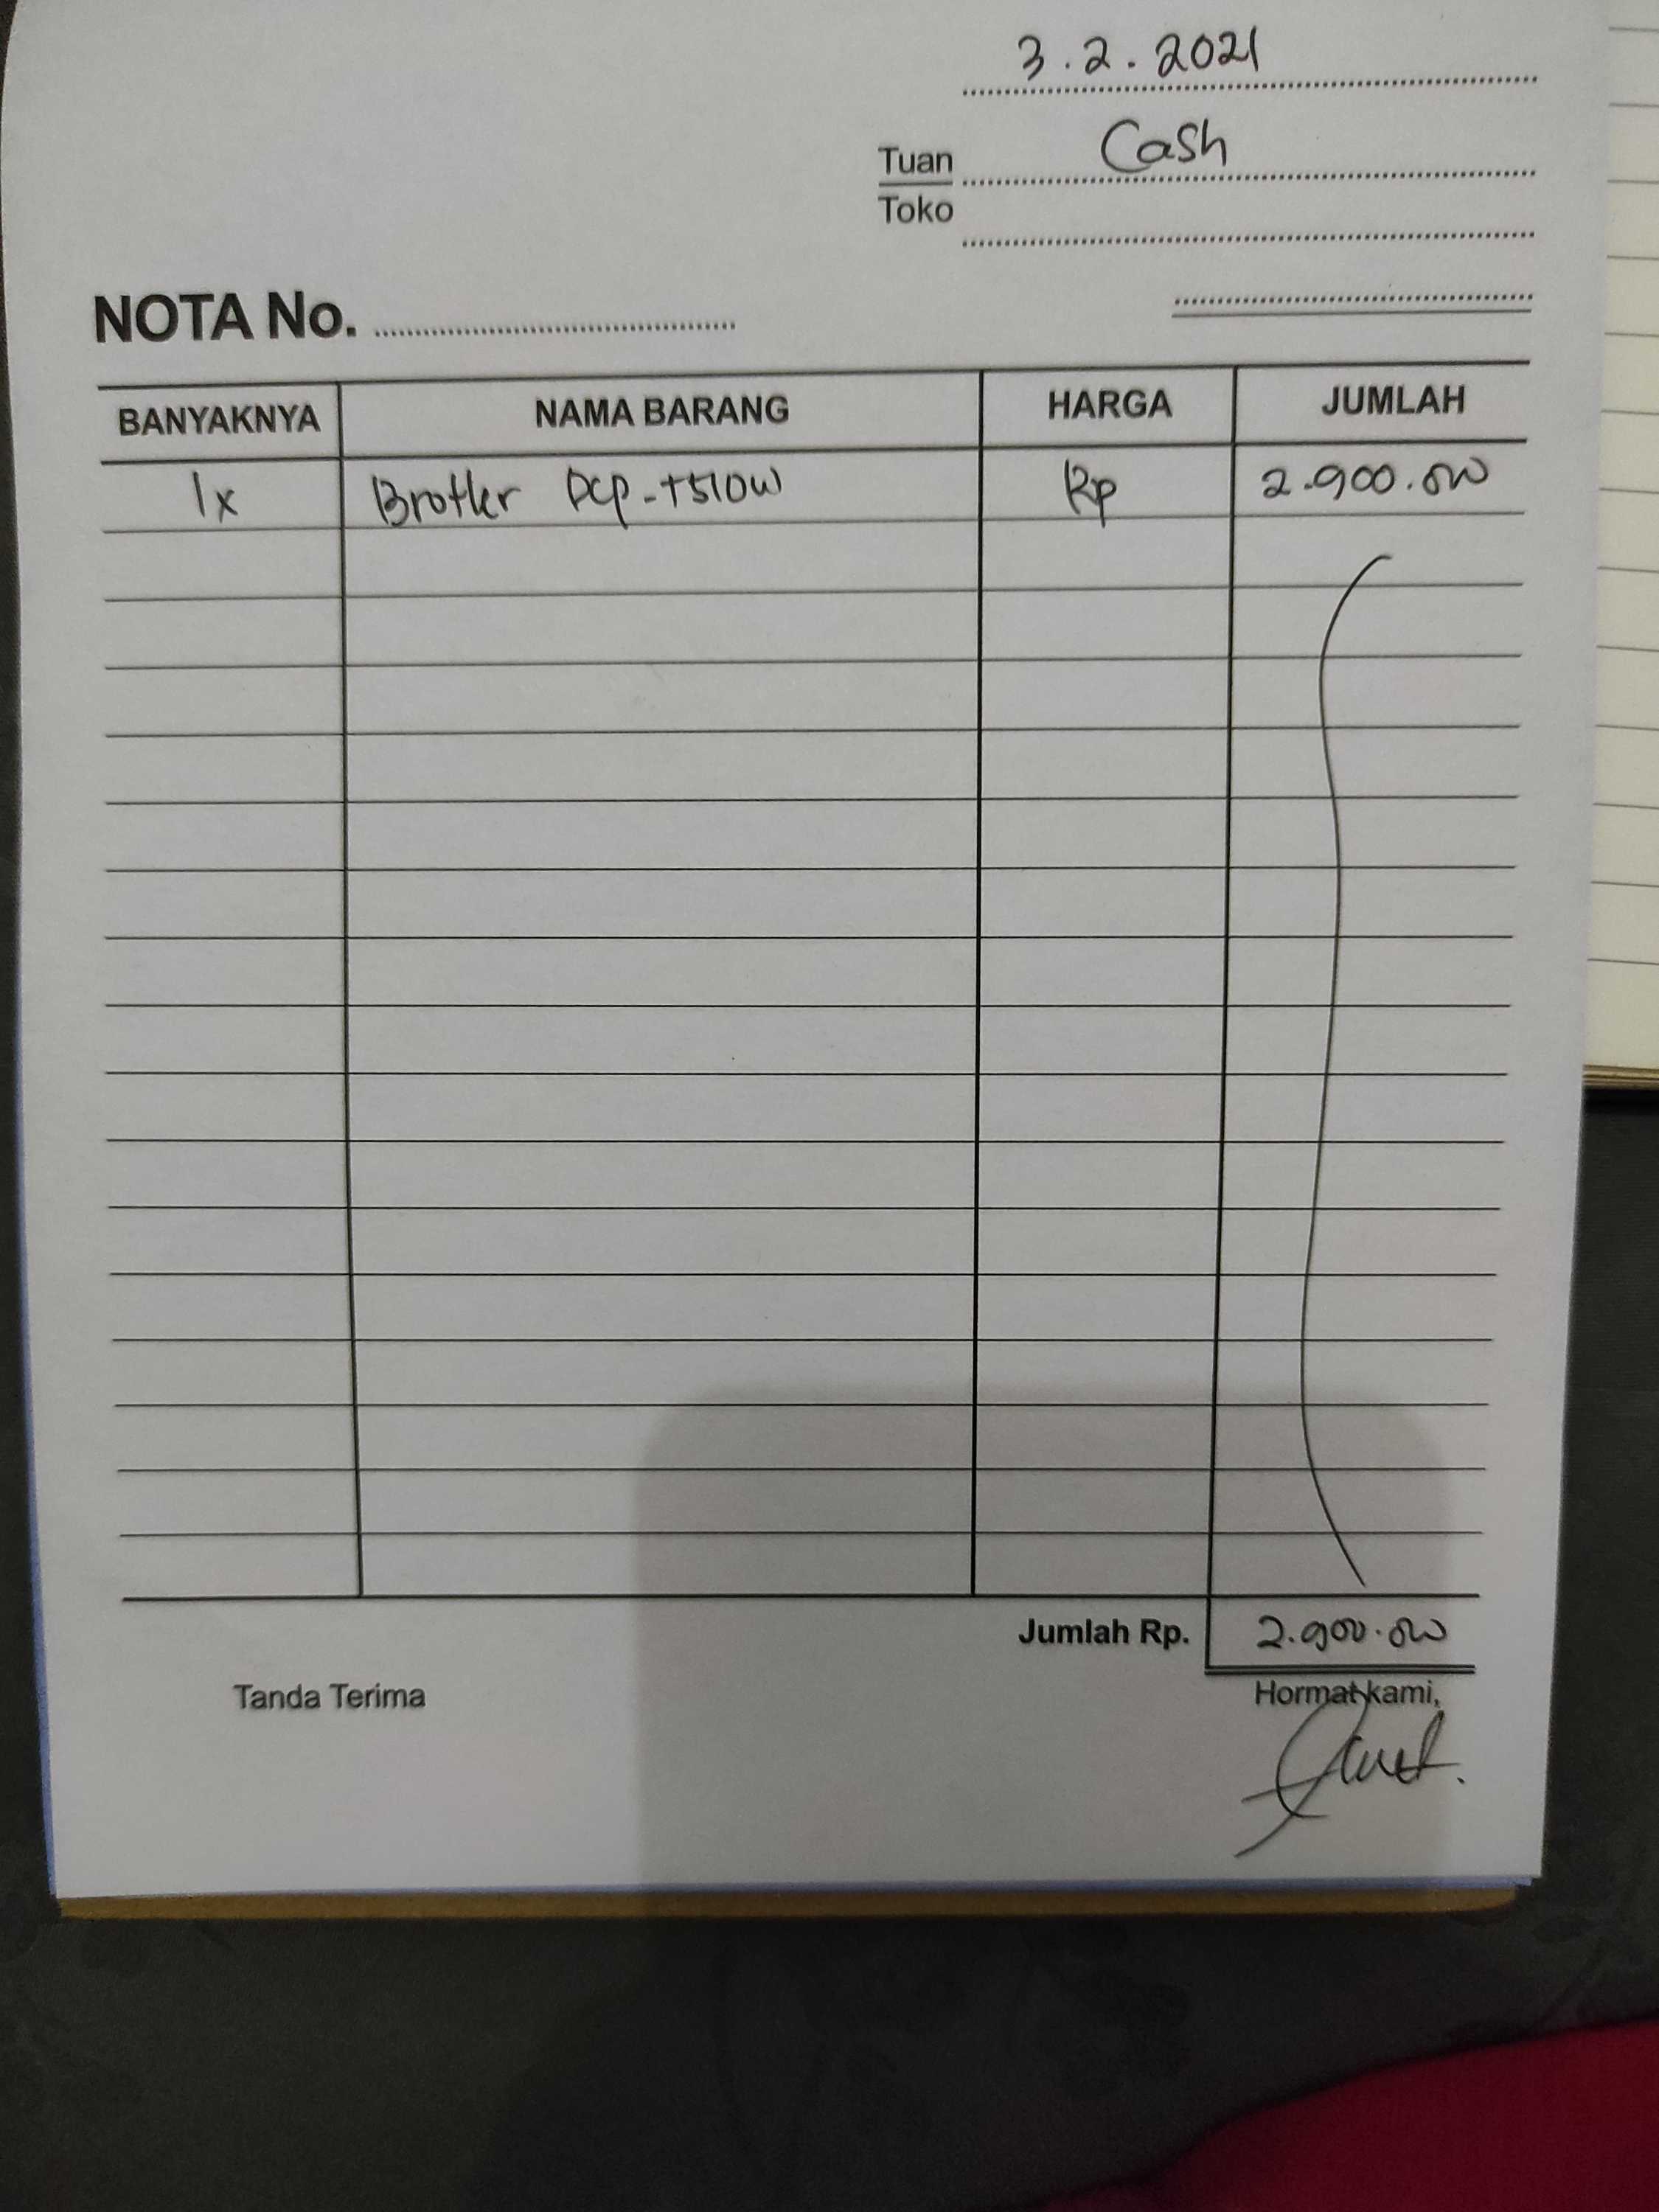 3.2.2021
Tuan Cash
Toko
NOTA No.
BANYAKNYA NAMA BARANG HARGA JUMLAH
1x Brother DCP-T510W Rp 2.900.000
Jumlah Rp. 2.900.000
Tanda Terima Hormat kami,